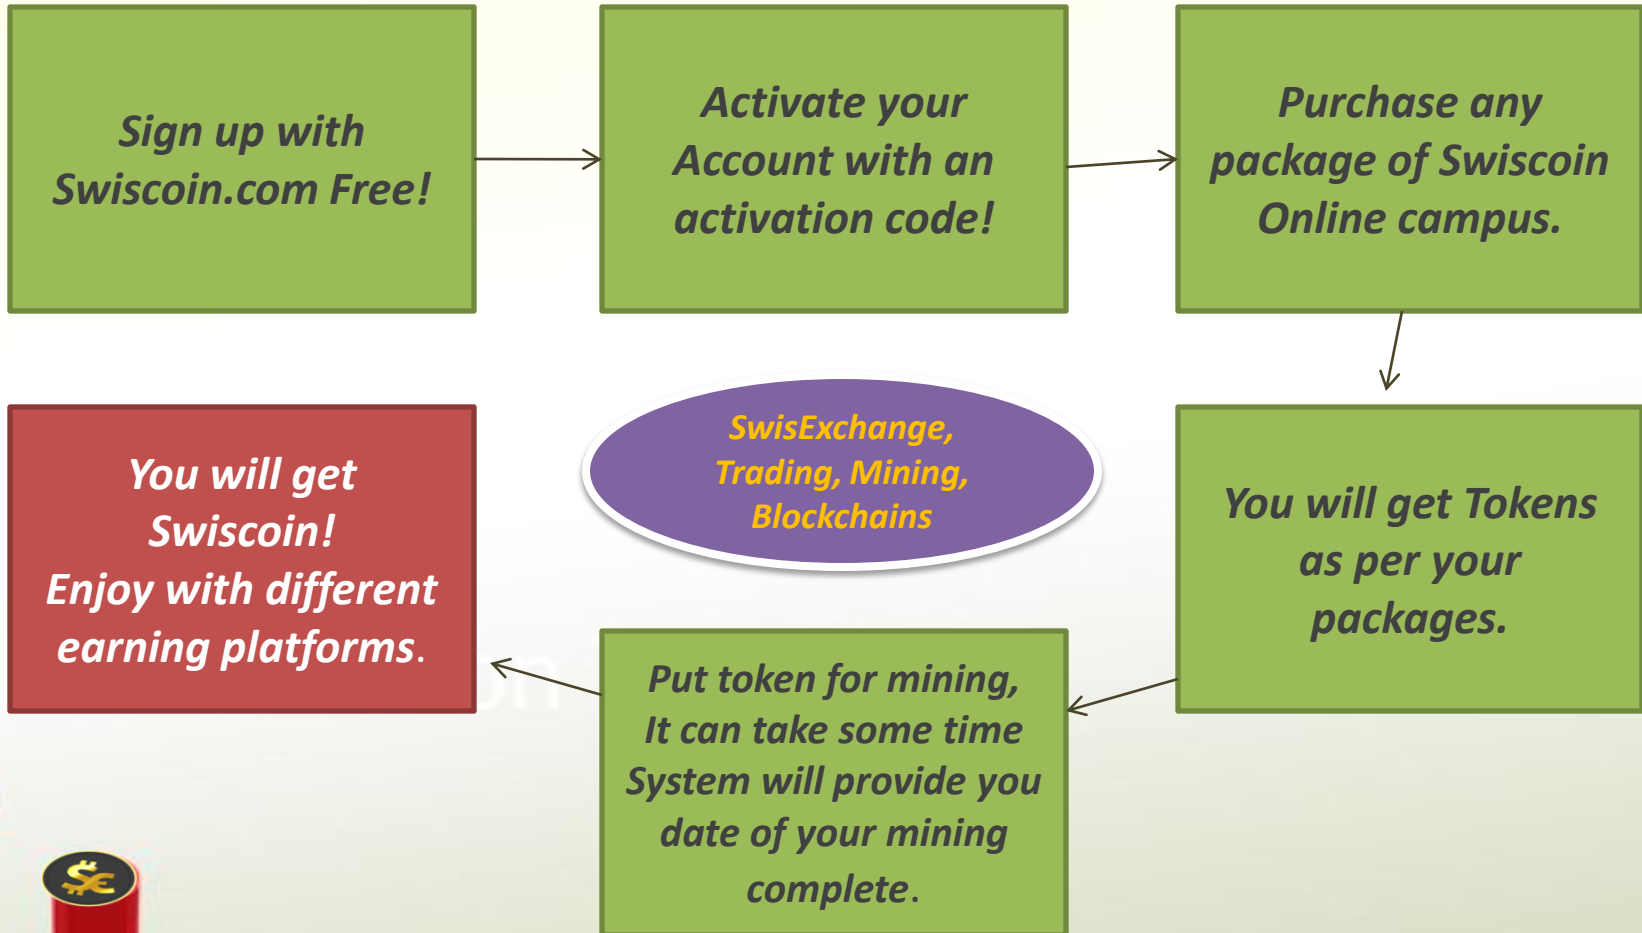 Sign up with
Swiscoin.com Free!
Activate your
Account with an
activation code!
Purchase any
package of Swiscoin
Online campus.
You will get Tokens
as per your
packages.
Put token for mining,
It can take some time
System will provide you
date of your mining
complete.
You will get
Swiscoin!
Enjoy with different
earning platforms.
SwisExchange,
Trading, Mining,
Blockchains